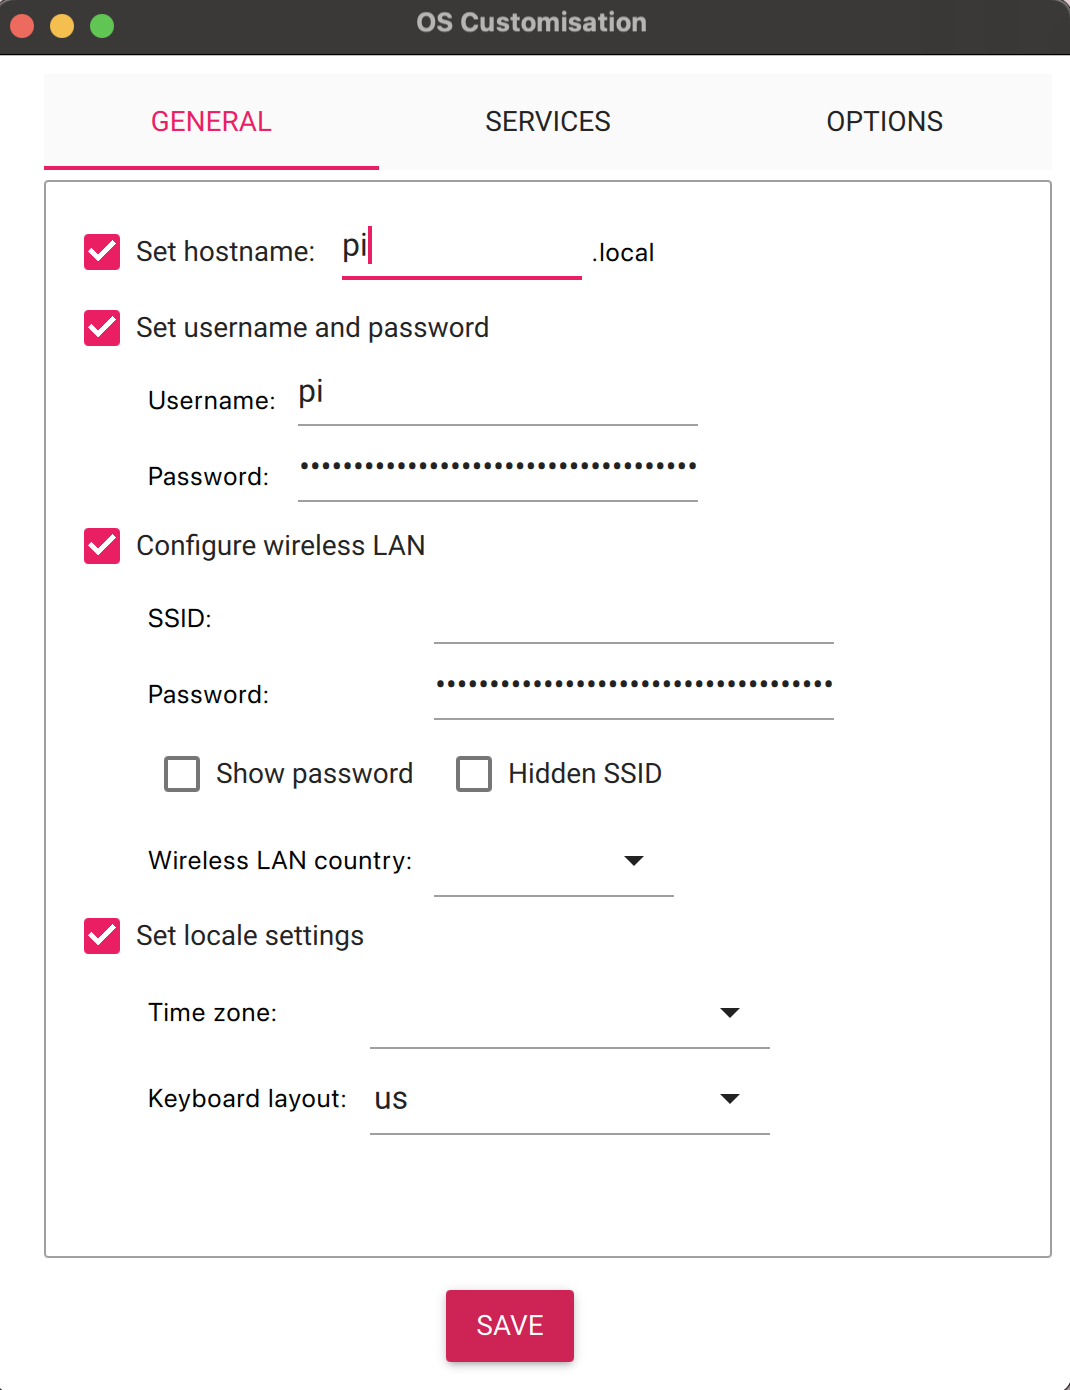 OS Customisation
GENERAL SERVICES OPTIONS
Set hostname: pi .local
Set username and password
Username: pi
Password: •••••••••••••••••••••••••••••••••••••
Configure wireless LAN
SSID:
Password: •••••••••••••••••••••••••••••••••••••
Show password Hidden SSID
Wireless LAN country:
Set locale settings
Time zone:
Keyboard layout: us
SAVE